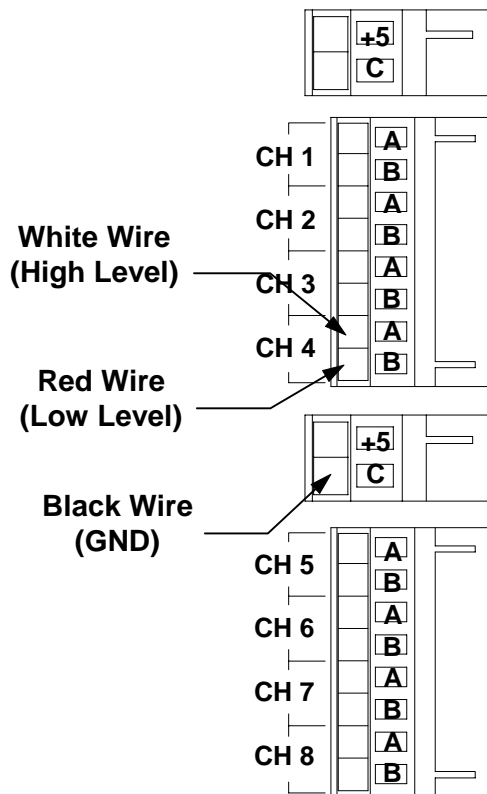 +5
C
CH 1
A
B
CH 2
A
B
White Wire
(High Level)
CH 3
A
B
CH 4
A
B
Red Wire
(Low Level)
+5
C
Black Wire
(GND)
CH 5
A
B
CH 6
A
B
CH 7
A
B
CH 8
A
B